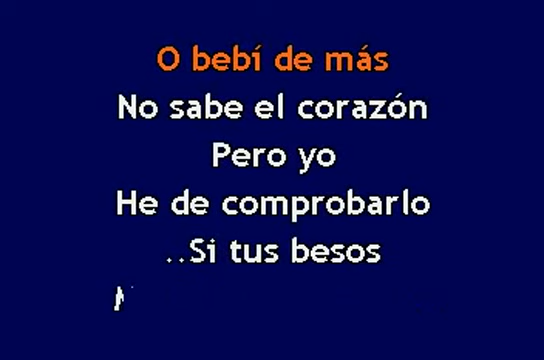 O bebí de más
No sabe el corazón
Pero yo
He de comprobarlo
..Si tus besos